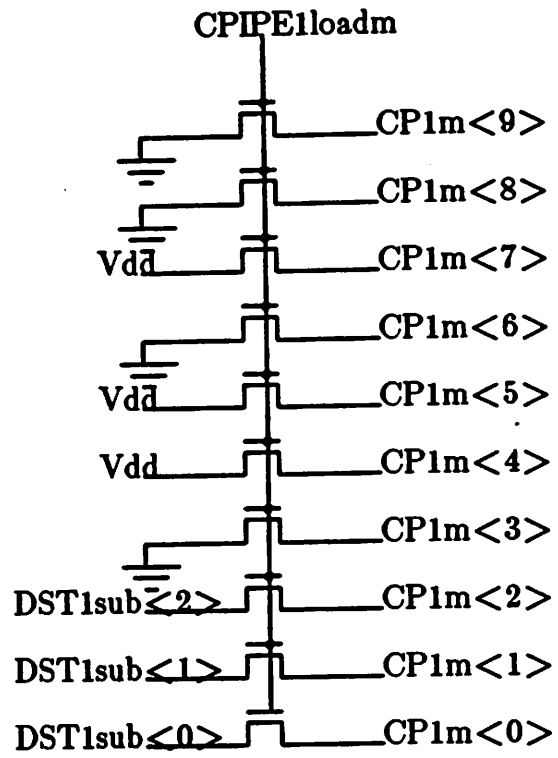 CPIPE1loadm
CP1m<9>
CP1m<8>
Vdd CP1m<7>
CP1m<6>
Vdd CP1m<5>
Vdd CP1m<4>
CP1m<3>
DST1sub<2> CP1m<2>
DST1sub<1> CP1m<1>
DST1sub<0> CP1m<0>